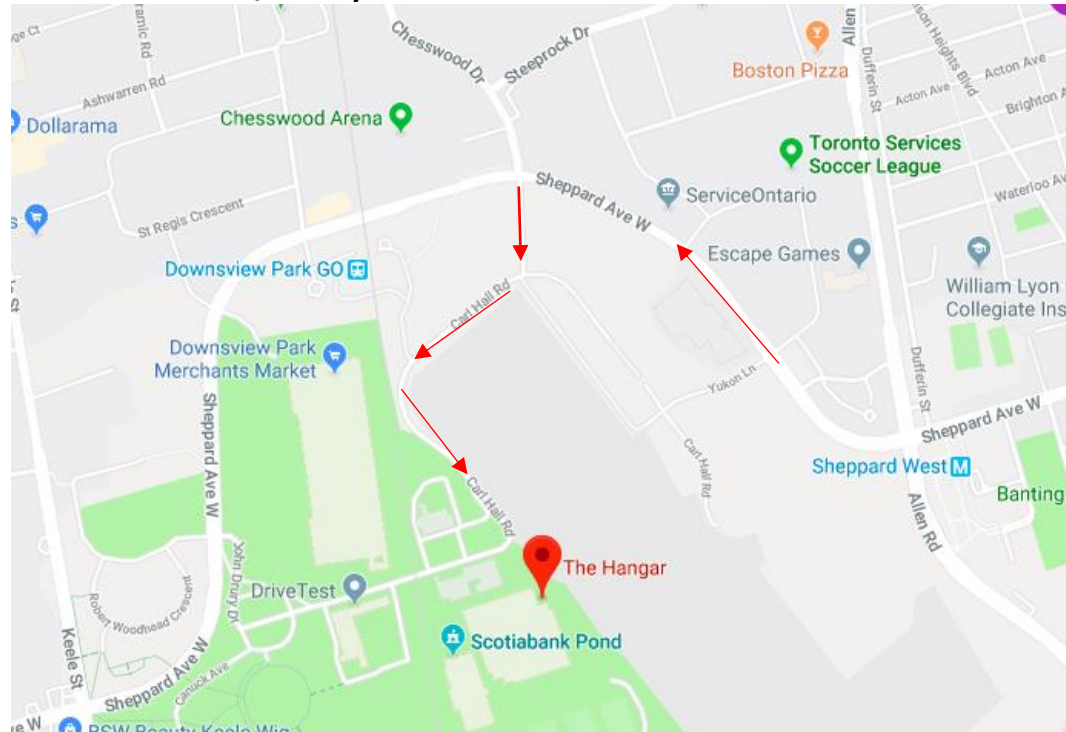 Chesswood Dr
Steeprock Dr
Allen
Dufferin St
Acton Ave
Acton Ave
Boston Pizza
Ashwarren Rd
Dollarama
Chesswood Arena
Toronto Services
Soccer League
Sheppard Ave W
ServiceOntario
St Regis Crescent
Escape Games
Downsview Park GO
William Lyon
Collegiate Ins
Carl Hall Rd
Downsview Park
Merchants Market
Yukon Ln
Dufferin St
Sheppard Ave W
Sheppard Ave W
Sheppard West M
Carl Hall Rd
Carl Hall Rd
Banting
Allen Rd
John Drury Dr
The Hangar
DriveTest
Robert Woodhead Crescent
Scotiabank Pond
Keele St
Canuck Ave
Sheppard Ave W